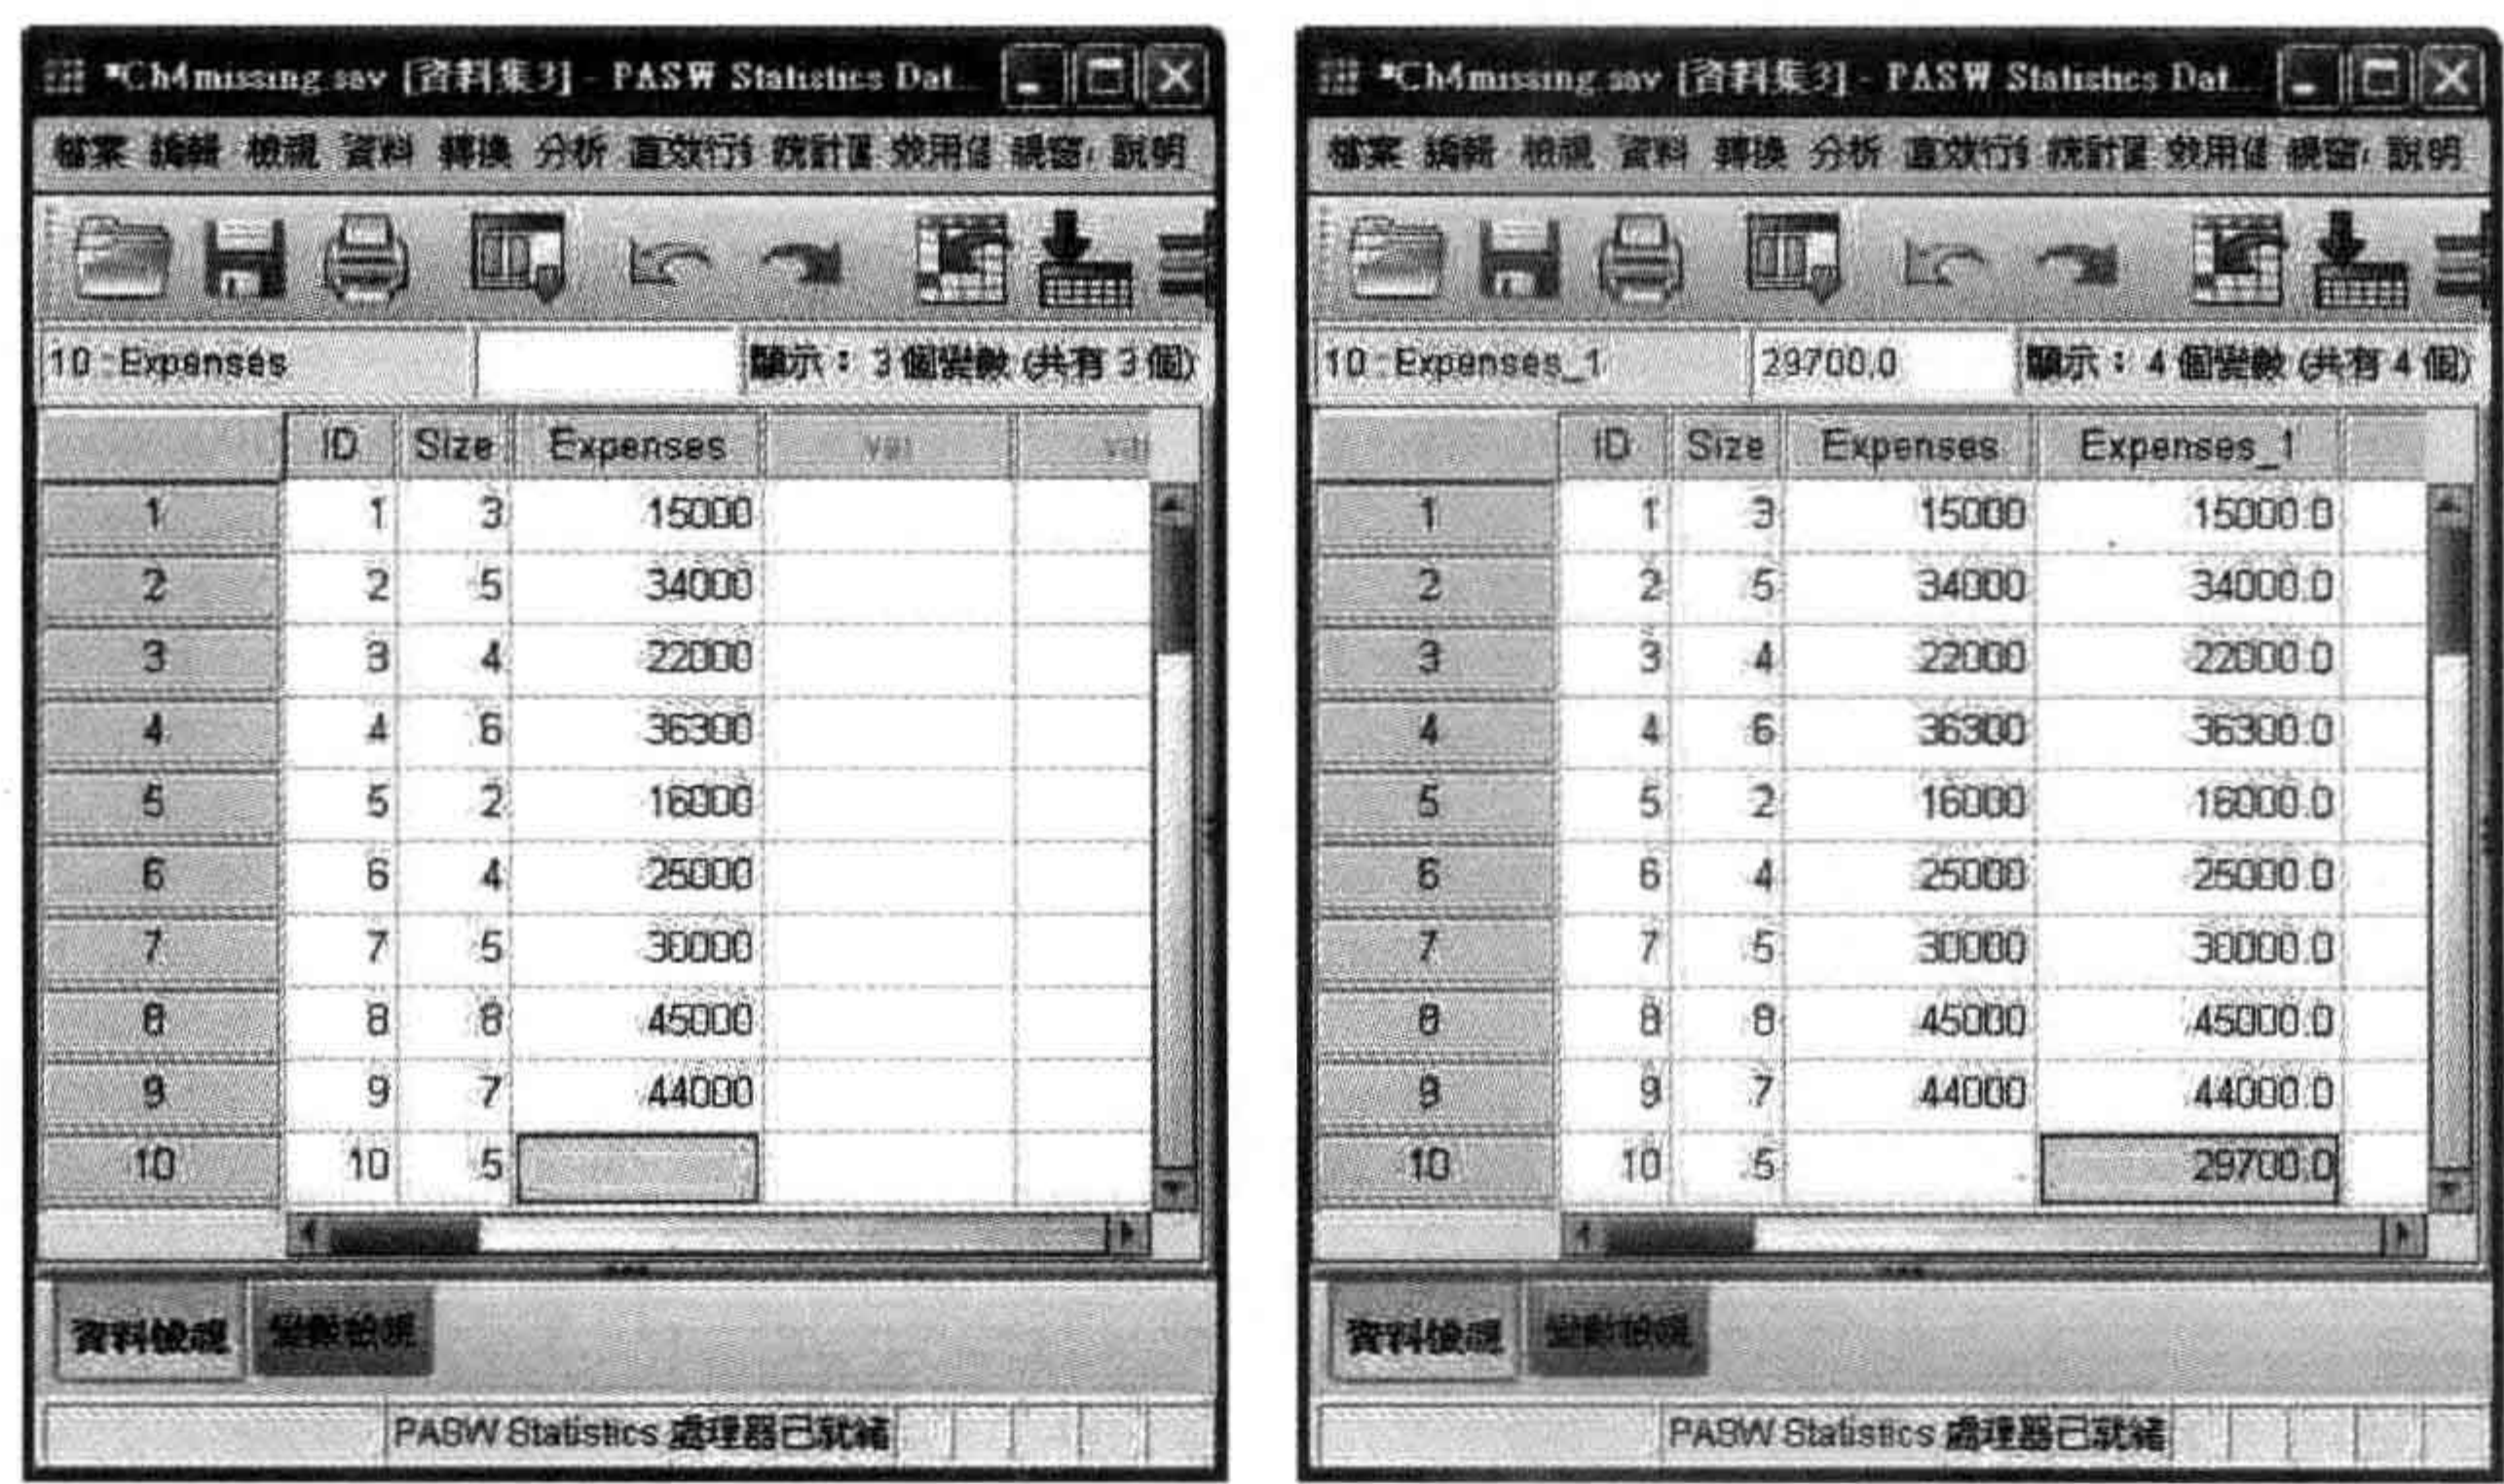 *Ch4missing.sav [資料集3] - PASW Statistics Dat...
檔案 編輯 檢視 資料 轉換 分析 直效行 統計圖 效用值 視窗 說明
10 : Expenses 顯示： 3 個變數 (共有 3 個)
ID Size Expenses var
1 1 3 15000
2 2 5 34000
3 3 4 22000
4 4 6 36300
5 5 2 16000
6 6 4 25000
7 7 5 30000
8 8 8 45000
9 9 7 44000
10 10 5
資料檢視 變數檢視
PASW Statistics 處理器已就緒
*Ch4missing.sav [資料集3] - PASW Statistics Dat...
檔案 編輯 檢視 資料 轉換 分析 直效行 統計圖 效用值 視窗 說明
10 : Expenses_1 29700.0 顯示： 4 個變數 (共有 4 個)
ID Size Expenses Expenses_1
1 1 3 15000 15000.0
2 2 5 34000 34000.0
3 3 4 22000 22000.0
4 4 6 36300 36300.0
5 5 2 16000 16000.0
6 6 4 25000 25000.0
7 7 5 30000 30000.0
8 8 8 45000 45000.0
9 9 7 44000 44000.0
10 10 5 . 29700.0
資料檢視 變數檢視
PASW Statistics 處理器已就緒